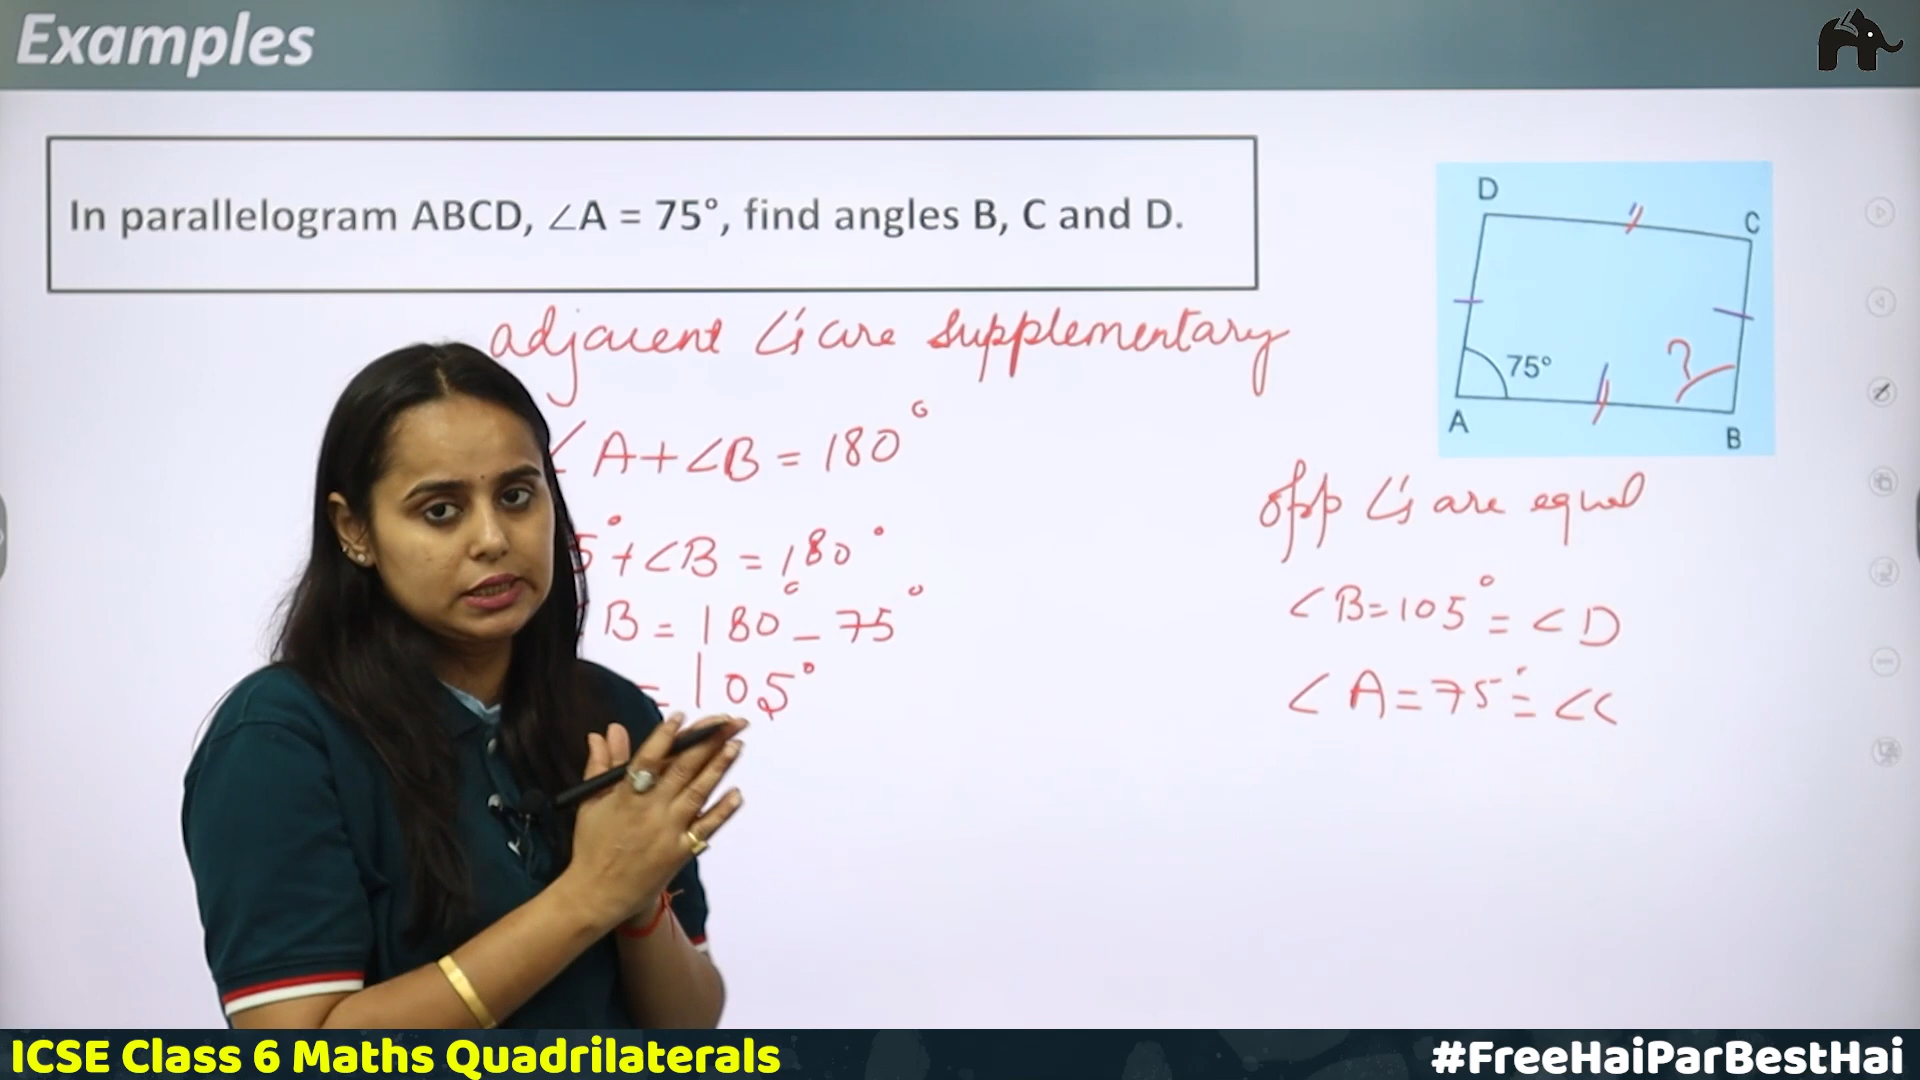 Examples
In parallelogram ABCD, ∠A = 75°, find angles B, C and D.
adjacent ∠'s are supplementary
∠A + ∠B = 180°
5° + ∠B = 180°
B = 180° - 75°
= 105°
D
C
75°
?
A
B
opp ∠'s are equal
∠B = 105° = ∠D
∠A = 75° = ∠C
ICSE Class 6 Maths Quadrilaterals
#FreeHaiParBestHai